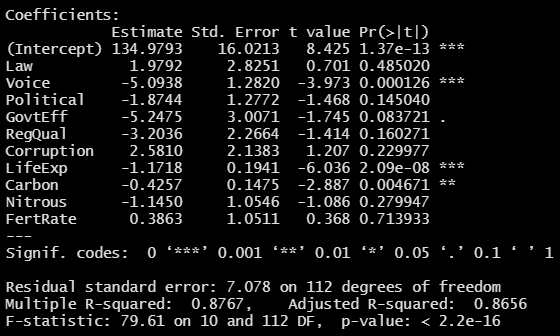 Coefficients:
Estimate Std. Error t value Pr(>|t|)
(Intercept) 134.9793 16.0213 8.425 1.37e-13 ***
Law 1.9792 2.8251 0.701 0.485020
Voice -5.0938 1.2820 -3.973 0.000126 ***
Political -1.8744 1.2772 -1.468 0.145040
GovtEff -5.2475 3.0071 -1.745 0.083721 .
RegQual -3.2036 2.2664 -1.414 0.160271
Corruption 2.5810 2.1383 1.207 0.229977
LifeExp -1.1718 0.1941 -6.036 2.09e-08 ***
Carbon -0.4257 0.1475 -2.887 0.004671 **
Nitrous -1.1450 1.0546 -1.086 0.279947
FertRate 0.3863 1.0511 0.368 0.713933
---
Signif. codes: 0 ‘***’ 0.001 ‘**’ 0.01 ‘*’ 0.05 ‘.’ 0.1 ‘ ’ 1
Residual standard error: 7.078 on 112 degrees of freedom
Multiple R-squared: 0.8767, Adjusted R-squared: 0.8656
F-statistic: 79.61 on 10 and 112 DF, p-value: < 2.2e-16